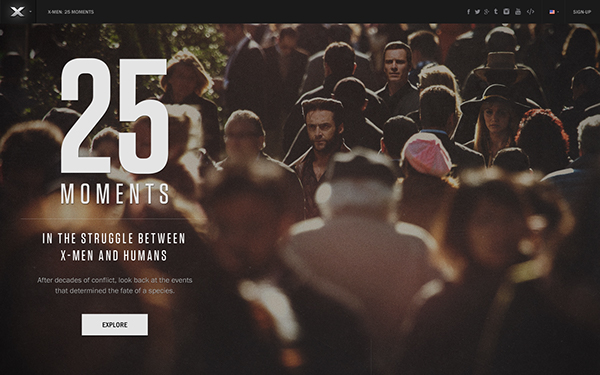 X-MEN: 25 MOMENTS
SIGN-UP
25
MOMENTS
IN THE STRUGGLE BETWEEN
X-MEN AND HUMANS
After decades of conflict, look back at the events
that determined the fate of a species.
EXPLORE